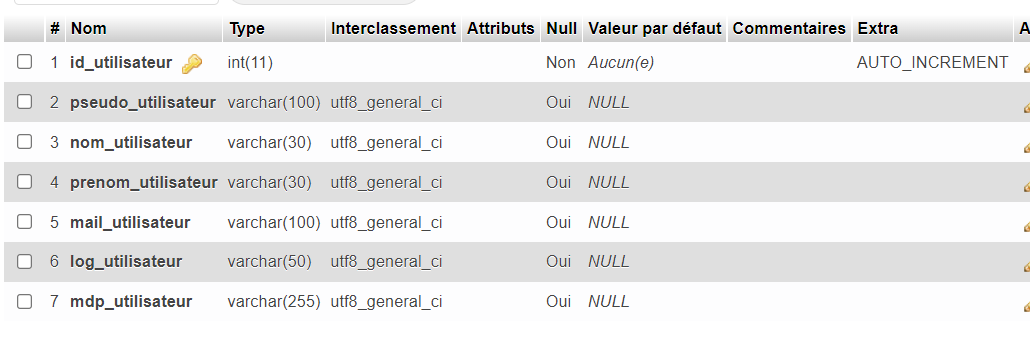 # Nom Type Interclassement Attributs Null Valeur par défaut Commentaires Extra A
1 id_utilisateur int(11) Non Aucun(e) AUTO_INCREMENT
2 pseudo_utilisateur varchar(100) utf8_general_ci Oui NULL
3 nom_utilisateur varchar(30) utf8_general_ci Oui NULL
4 prenom_utilisateur varchar(30) utf8_general_ci Oui NULL
5 mail_utilisateur varchar(100) utf8_general_ci Oui NULL
6 log_utilisateur varchar(50) utf8_general_ci Oui NULL
7 mdp_utilisateur varchar(255) utf8_general_ci Oui NULL